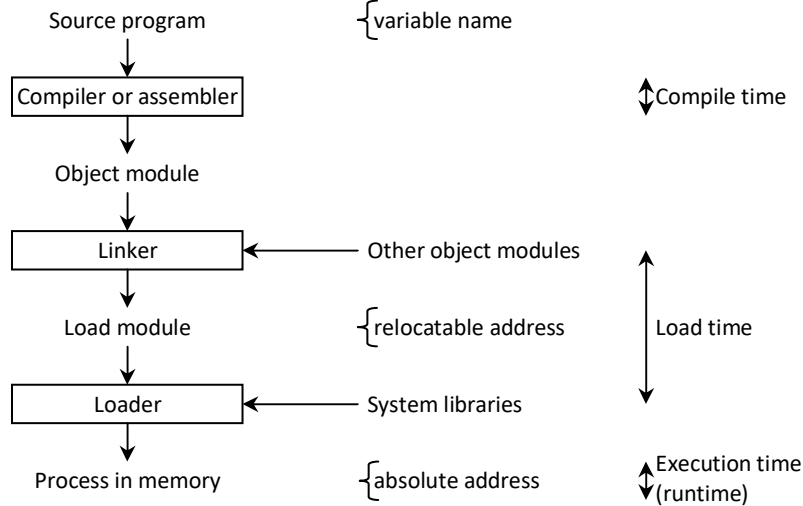 Source program
variable name
Compiler or assembler
Compile time
Object module
Linker
Other object modules
Load module
relocatable address
Load time
Loader
System libraries
Process in memory
absolute address
Execution time
(runtime)